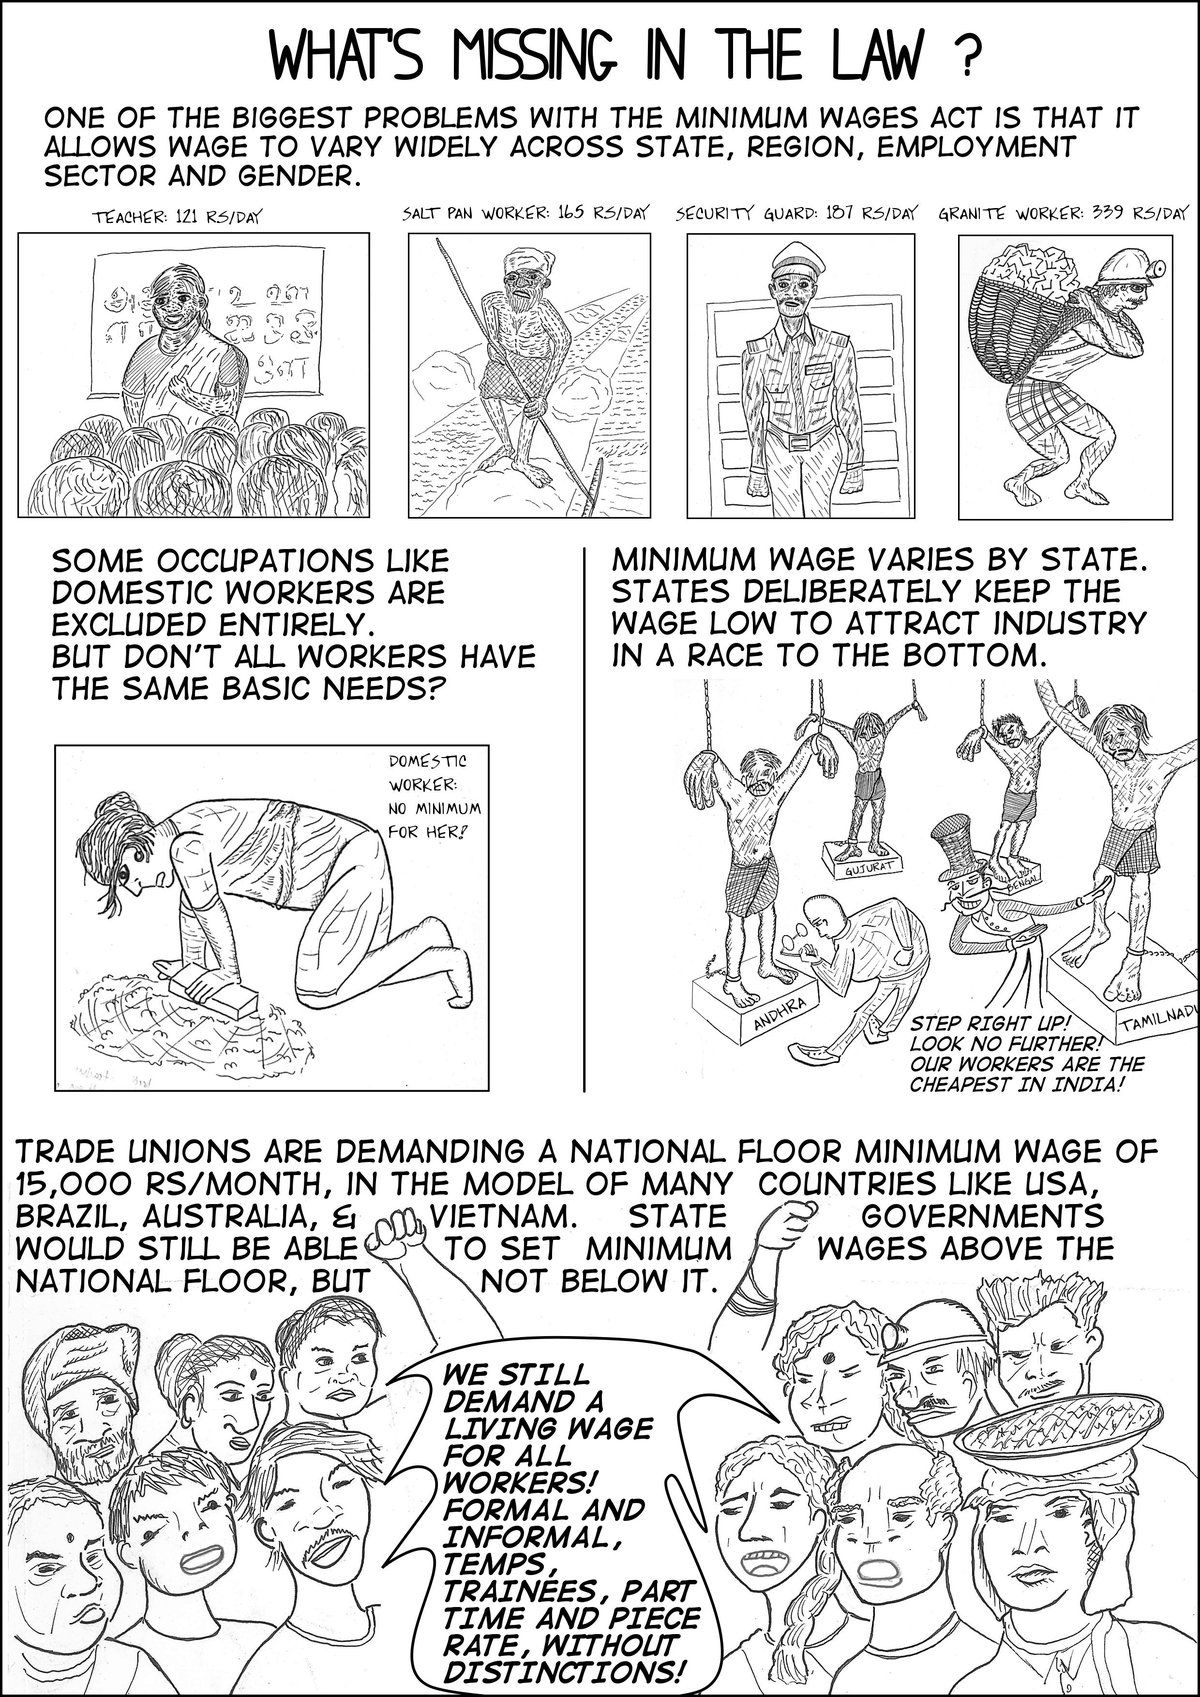 WHAT'S MISSING IN THE LAW ?
ONE OF THE BIGGEST PROBLEMS WITH THE MINIMUM WAGES ACT IS THAT IT
ALLOWS WAGE TO VARY WIDELY ACROSS STATE, REGION, EMPLOYMENT
SECTOR AND GENDER.
TEACHER: 121 RS/DAY
SALT PAN WORKER: 165 RS/DAY
SECURITY GUARD: 187 RS/DAY
GRANITE WORKER: 339 RS/DAY
SOME OCCUPATIONS LIKE
DOMESTIC WORKERS ARE
EXCLUDED ENTIRELY.
BUT DON'T ALL WORKERS HAVE
THE SAME BASIC NEEDS?
DOMESTIC
WORKER:
NO MINIMUM
FOR HER!
MINIMUM WAGE VARIES BY STATE.
STATES DELIBERATELY KEEP THE
WAGE LOW TO ATTRACT INDUSTRY
IN A RACE TO THE BOTTOM.
GUJURAT
BENGAL
ANDHRA
TAMILNADU
STEP RIGHT UP!
LOOK NO FURTHER!
OUR WORKERS ARE THE
CHEAPEST IN INDIA!
TRADE UNIONS ARE DEMANDING A NATIONAL FLOOR MINIMUM WAGE OF
15,000 RS/MONTH, IN THE MODEL OF MANY COUNTRIES LIKE USA,
BRAZIL, AUSTRALIA, & VIETNAM. STATE GOVERNMENTS
WOULD STILL BE ABLE TO SET MINIMUM WAGES ABOVE THE
NATIONAL FLOOR, BUT NOT BELOW IT.
WE STILL
DEMAND A
LIVING WAGE
FOR ALL
WORKERS!
FORMAL AND
INFORMAL,
TEMPS,
TRAINEES, PART
TIME AND PIECE
RATE, WITHOUT
DISTINCTIONS!